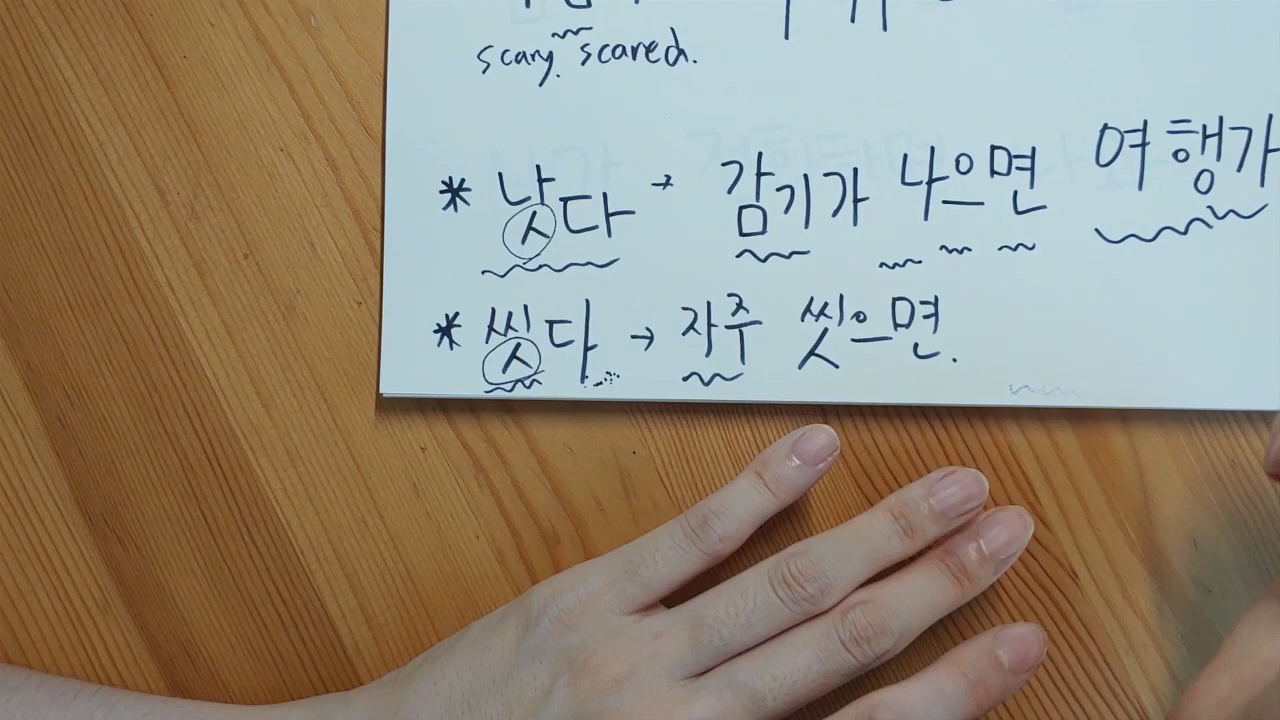 scary. scared.
* 낫다 → 감기가 나으면 여행가
* 씻다 → 자주 씻으면.